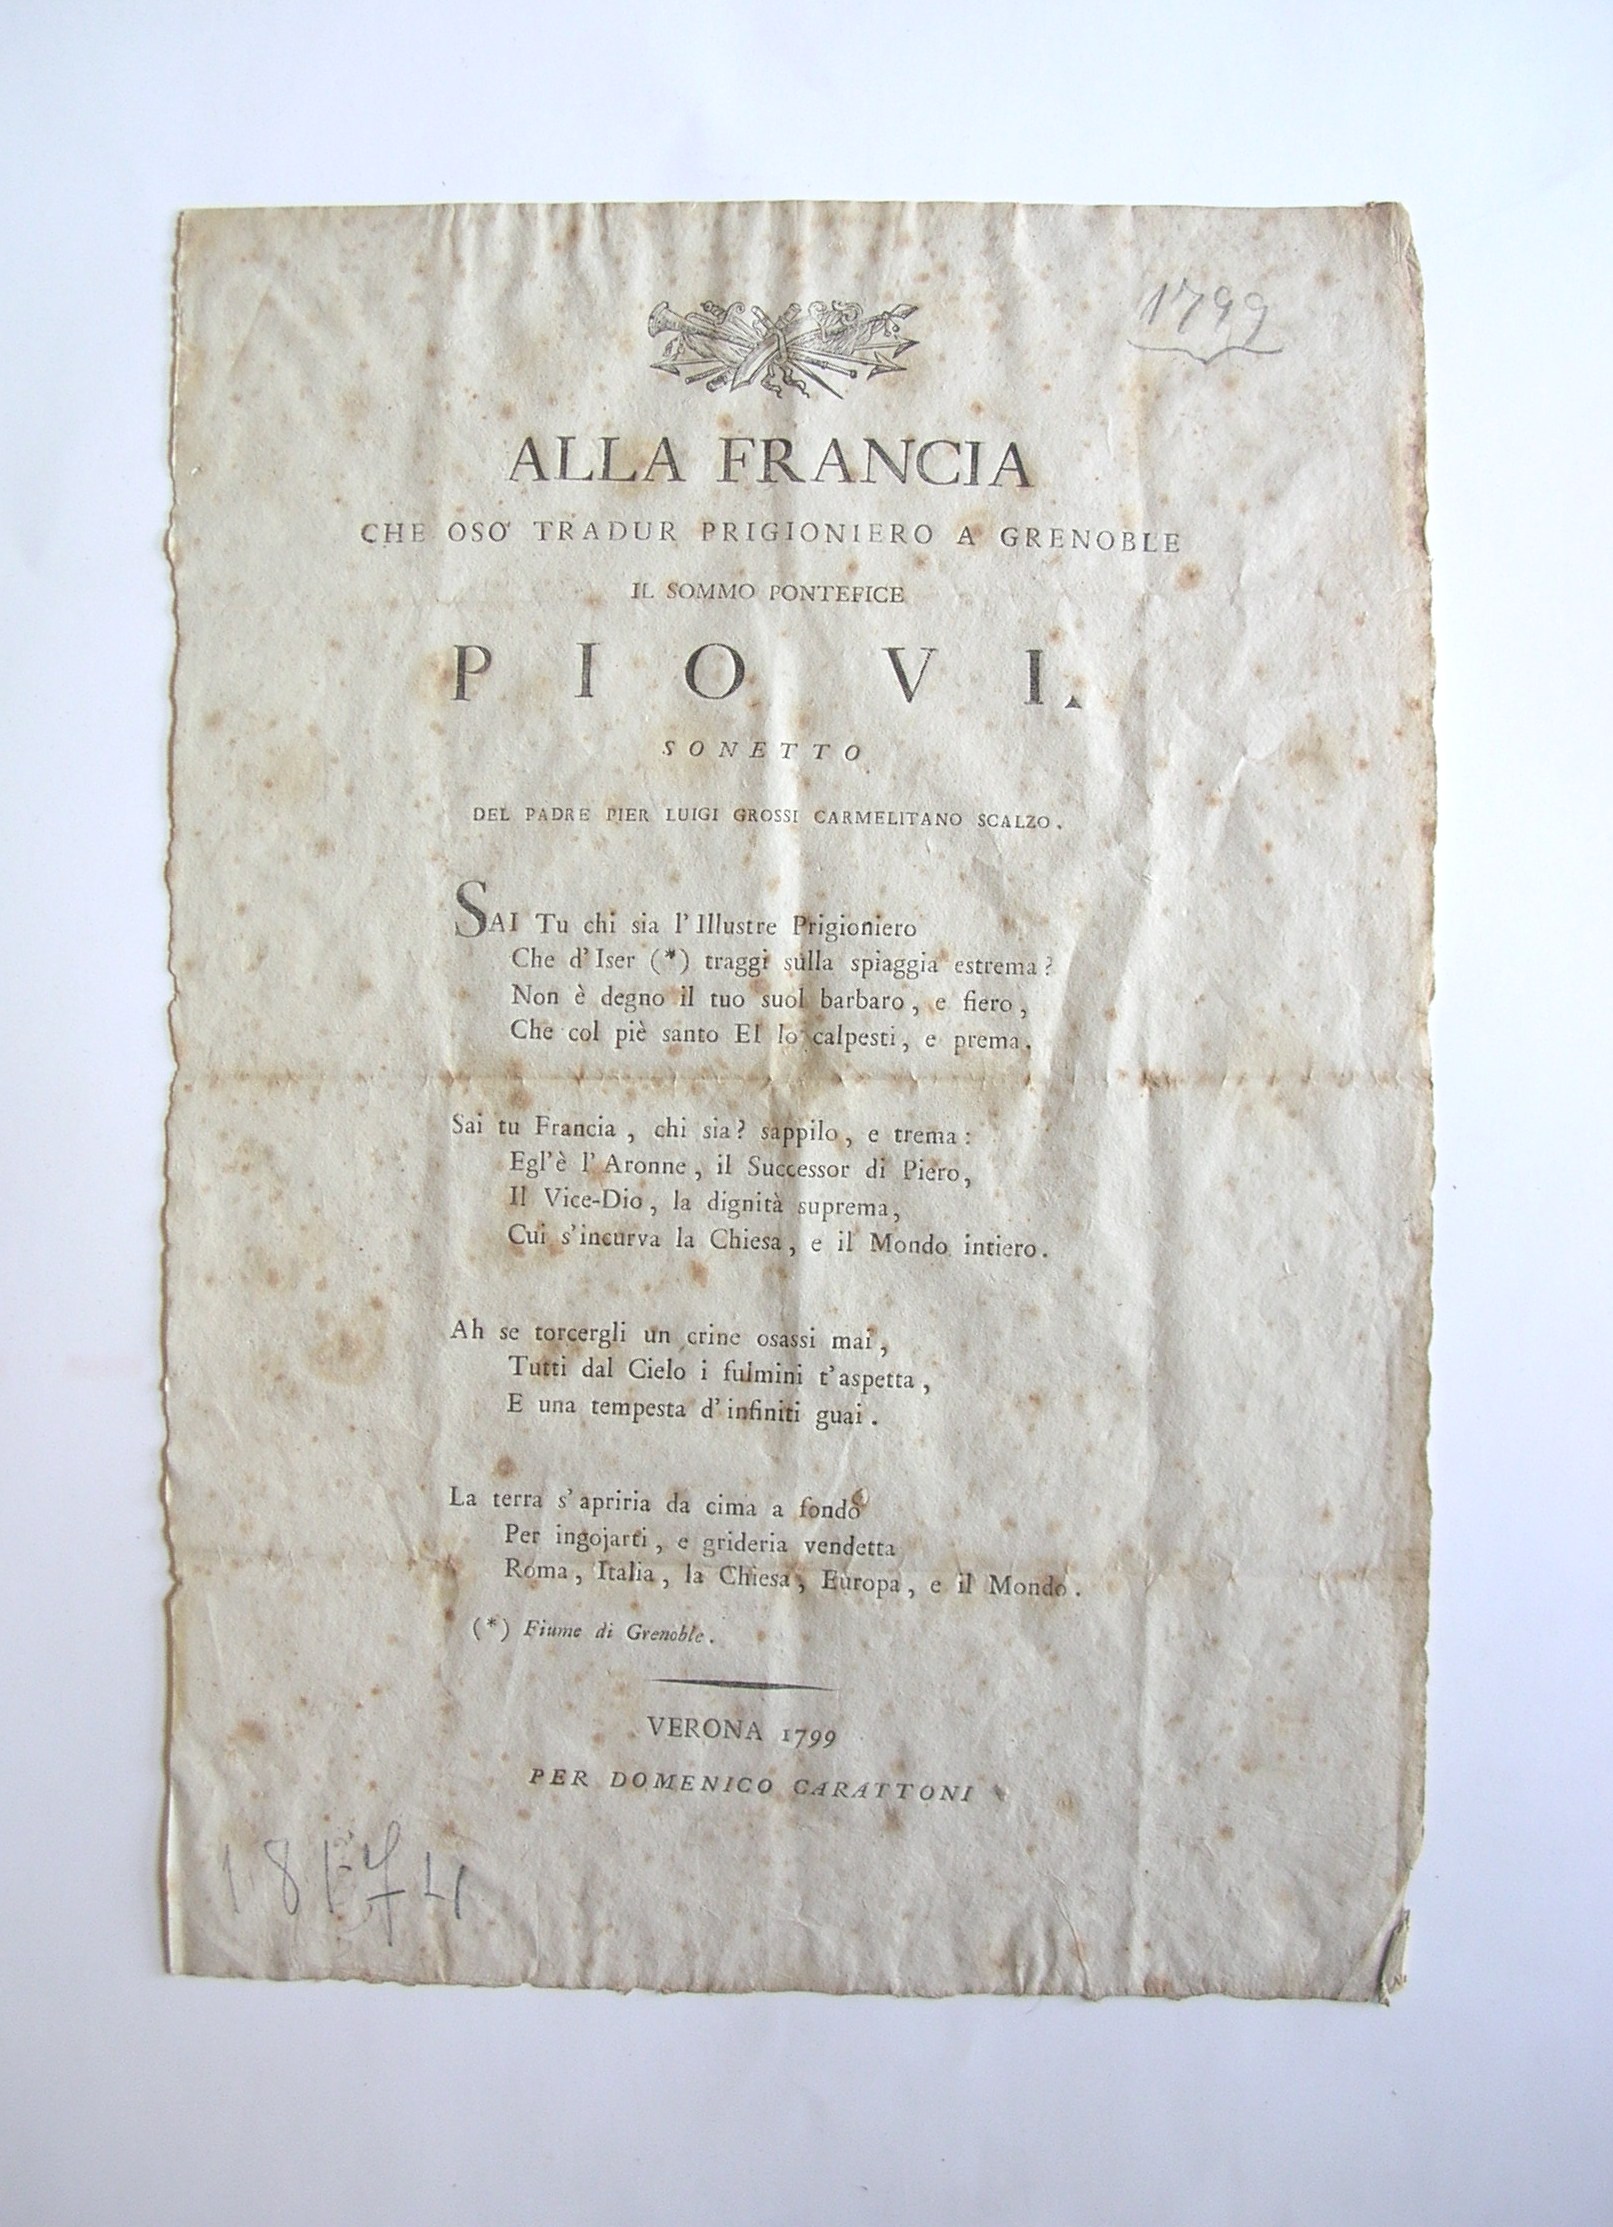 1799
ALLA FRANCIA
CHE OSO' TRADUR PRIGIONIERO A GRENOBLE
IL SOMMO PONTEFICE
PIO VI.
SONETTO
DEL PADRE PIER LUIGI GROSSI CARMELITANO SCALZO.
SAI Tu chi sia l'Illustre Prigioniero
Che d'Iser (*) traggi sulla spiaggia estrema?
Non è degno il tuo suol barbaro, e fiero,
Che col piè santo El lo calpesti, e prema.
Sai tu Francia, chi sia? sappilo, e trema:
Egl'è l'Aronne, il Successor di Piero,
Il Vice-Dio, la dignità suprema,
Cui s'incurva la Chiesa, e il Mondo intiero.
Ah se torcergli un crine osassi mai,
Tutti dal Cielo i fulmini t'aspetta,
E una tempesta d'infiniti guai.
La terra s'apriria da cima a fondo
Per ingojarti, e grideria vendetta
Roma, Italia, la Chiesa, Europa, e il Mondo.
(*) Fiume di Grenoble.
VERONA 1799
PER DOMENICO CARATTONI